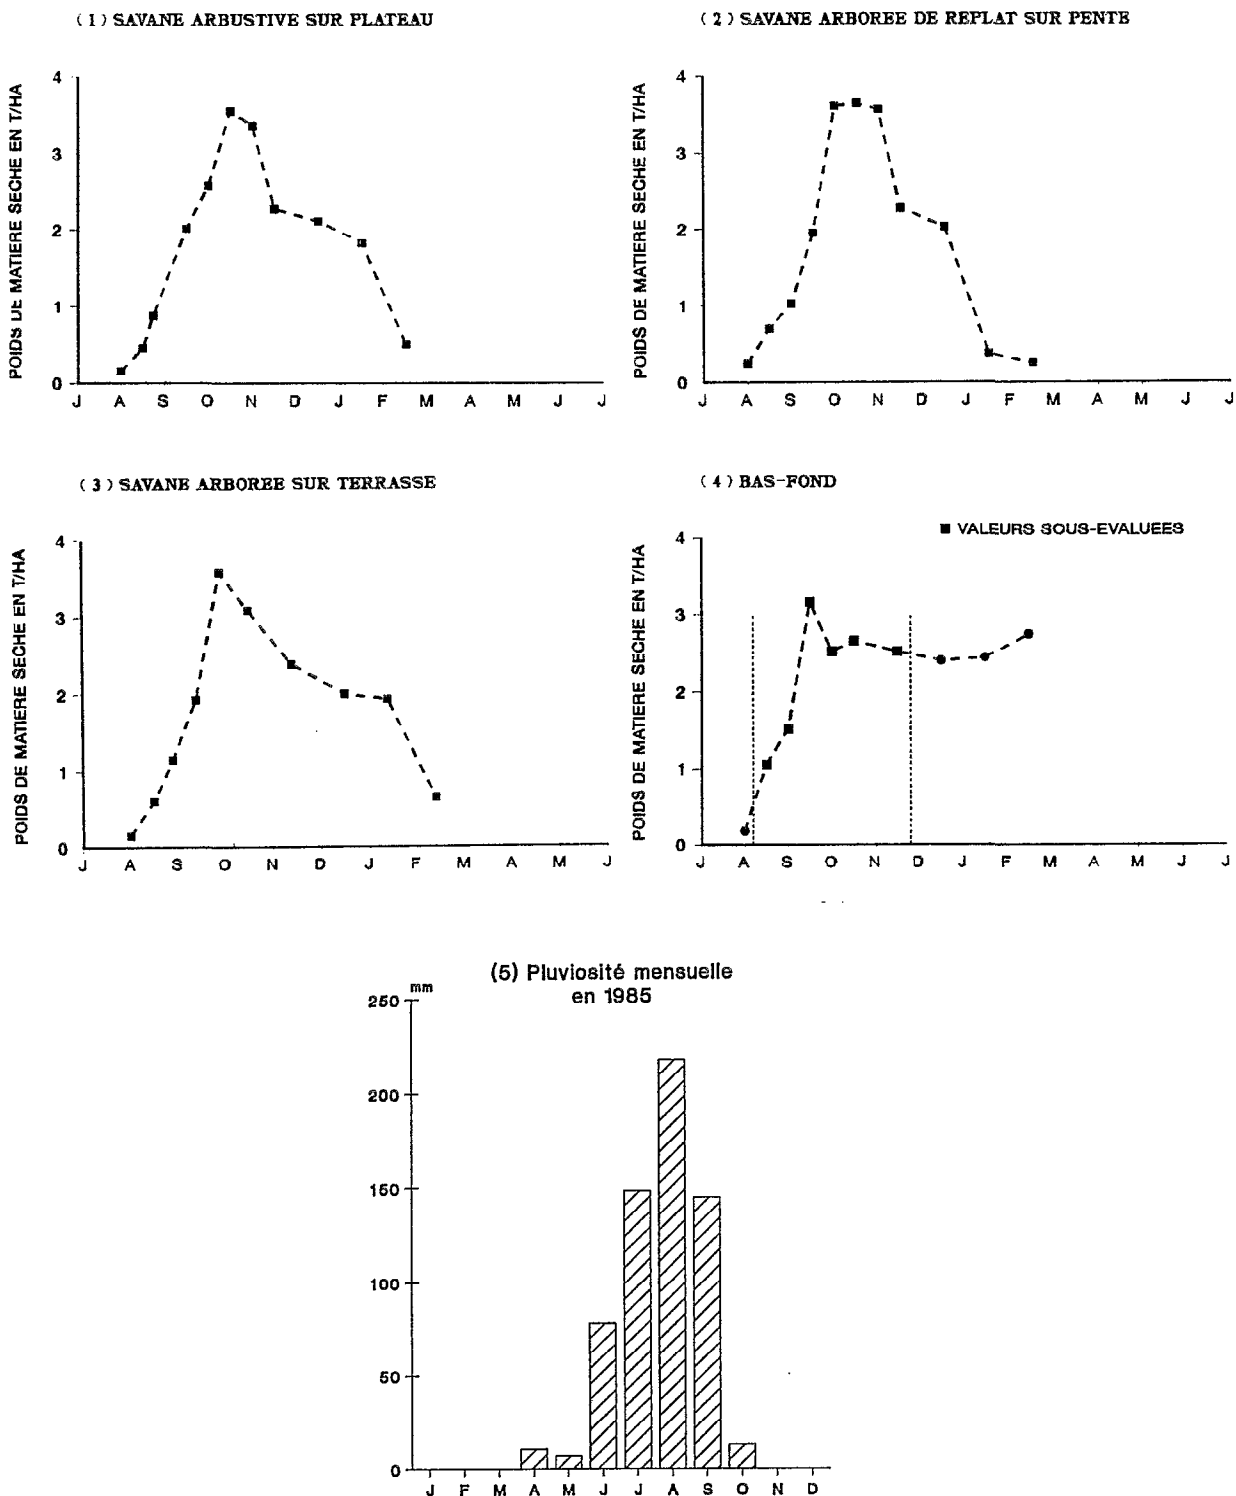 (1) SAVANE ARBUSTIVE SUR PLATEAU
POIDS DE MATIERE SECHE EN T/HA
4
3
2
1
0
J A S O N D J F M A M J J
(2) SAVANE ARBOREE DE REPLAT SUR PENTE
POIDS DE MATIERE SECHE EN T/HA
4
3
2
1
0
J A S O N D J F M A M J J
(3) SAVANE ARBOREE SUR TERRASSE
POIDS DE MATIERE SECHE EN T/HA
4
3
2
1
0
J A S O N D J F M A M J
(4) BAS-FOND
VALEURS SOUS-EVALUEES
POIDS DE MATIERE SECHE EN T/HA
4
3
2
1
0
J A S O N D J F M A M J J
(5) Pluviosité mensuelle
en 1985
mm
250
200
150
100
50
0
J F M A M J J A S O N D